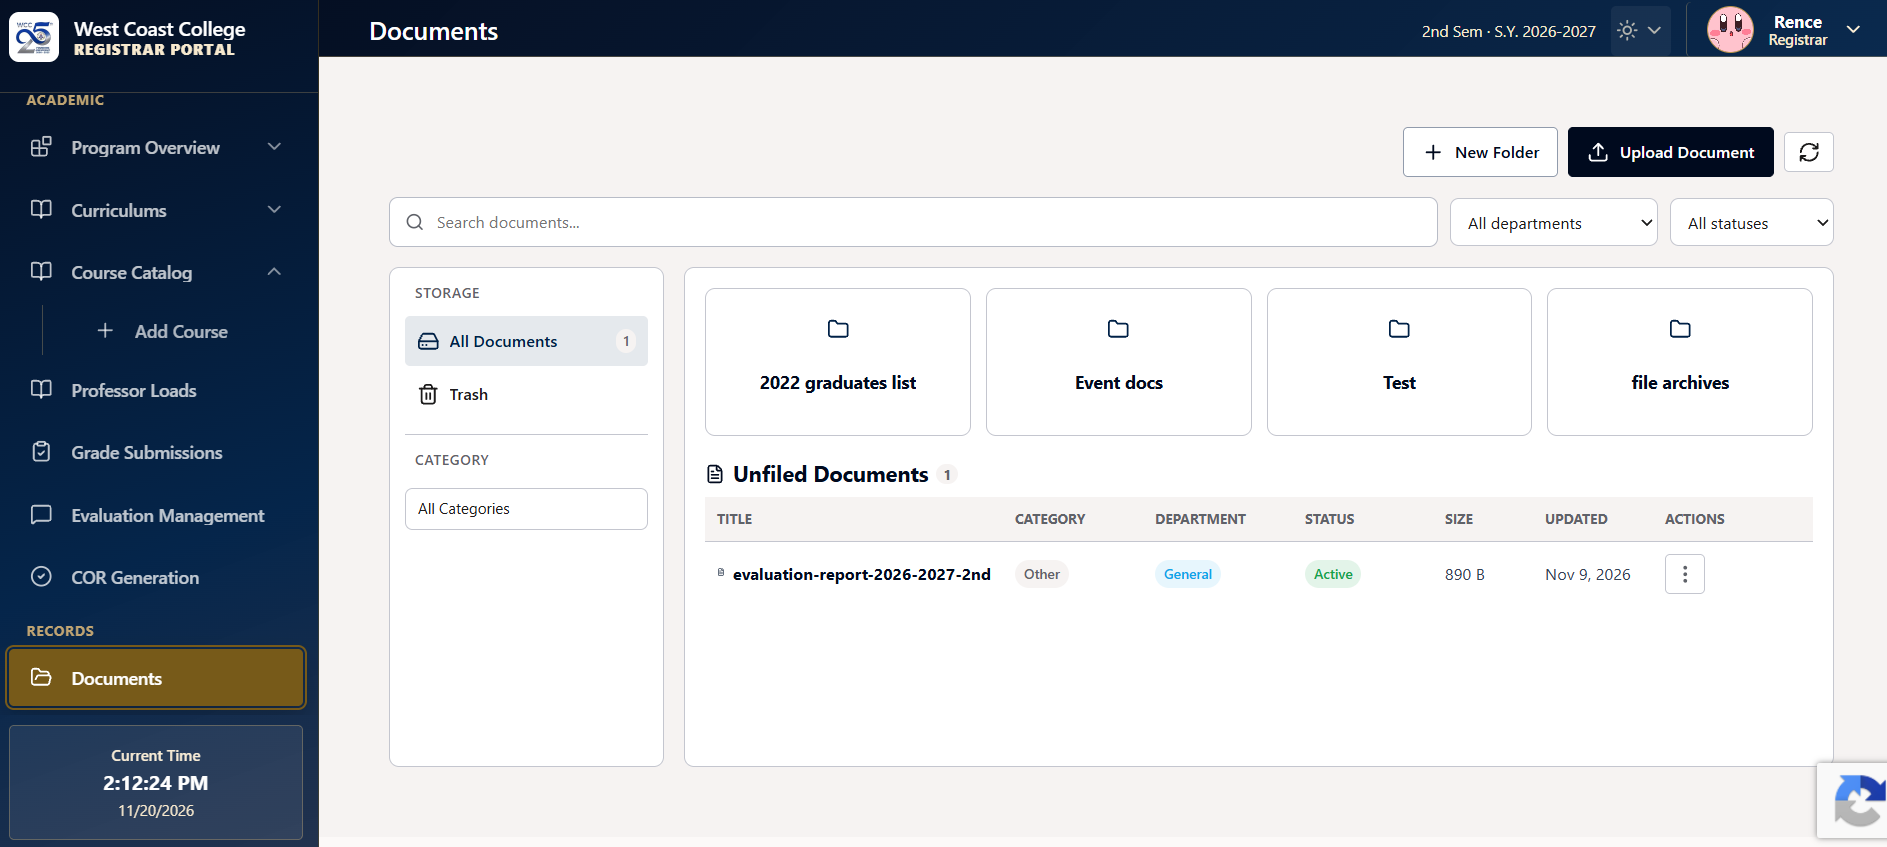 WCC
25
West Coast College
REGISTRAR PORTAL
Documents
2nd Sem · S.Y. 2026-2027
Rence
Registrar
ACADEMIC
Program Overview
Curriculums
Course Catalog
Add Course
Professor Loads
Grade Submissions
Evaluation Management
COR Generation
RECORDS
Documents
Current Time
2:12:24 PM
11/20/2026
New Folder
Upload Document
Search documents...
All departments
All statuses
STORAGE
All Documents 1
Trash
CATEGORY
All Categories
2022 graduates list
Event docs
Test
file archives
Unfiled Documents 1
TITLE CATEGORY DEPARTMENT STATUS SIZE UPDATED ACTIONS
evaluation-report-2026-2027-2nd Other General Active 890 B Nov 9, 2026